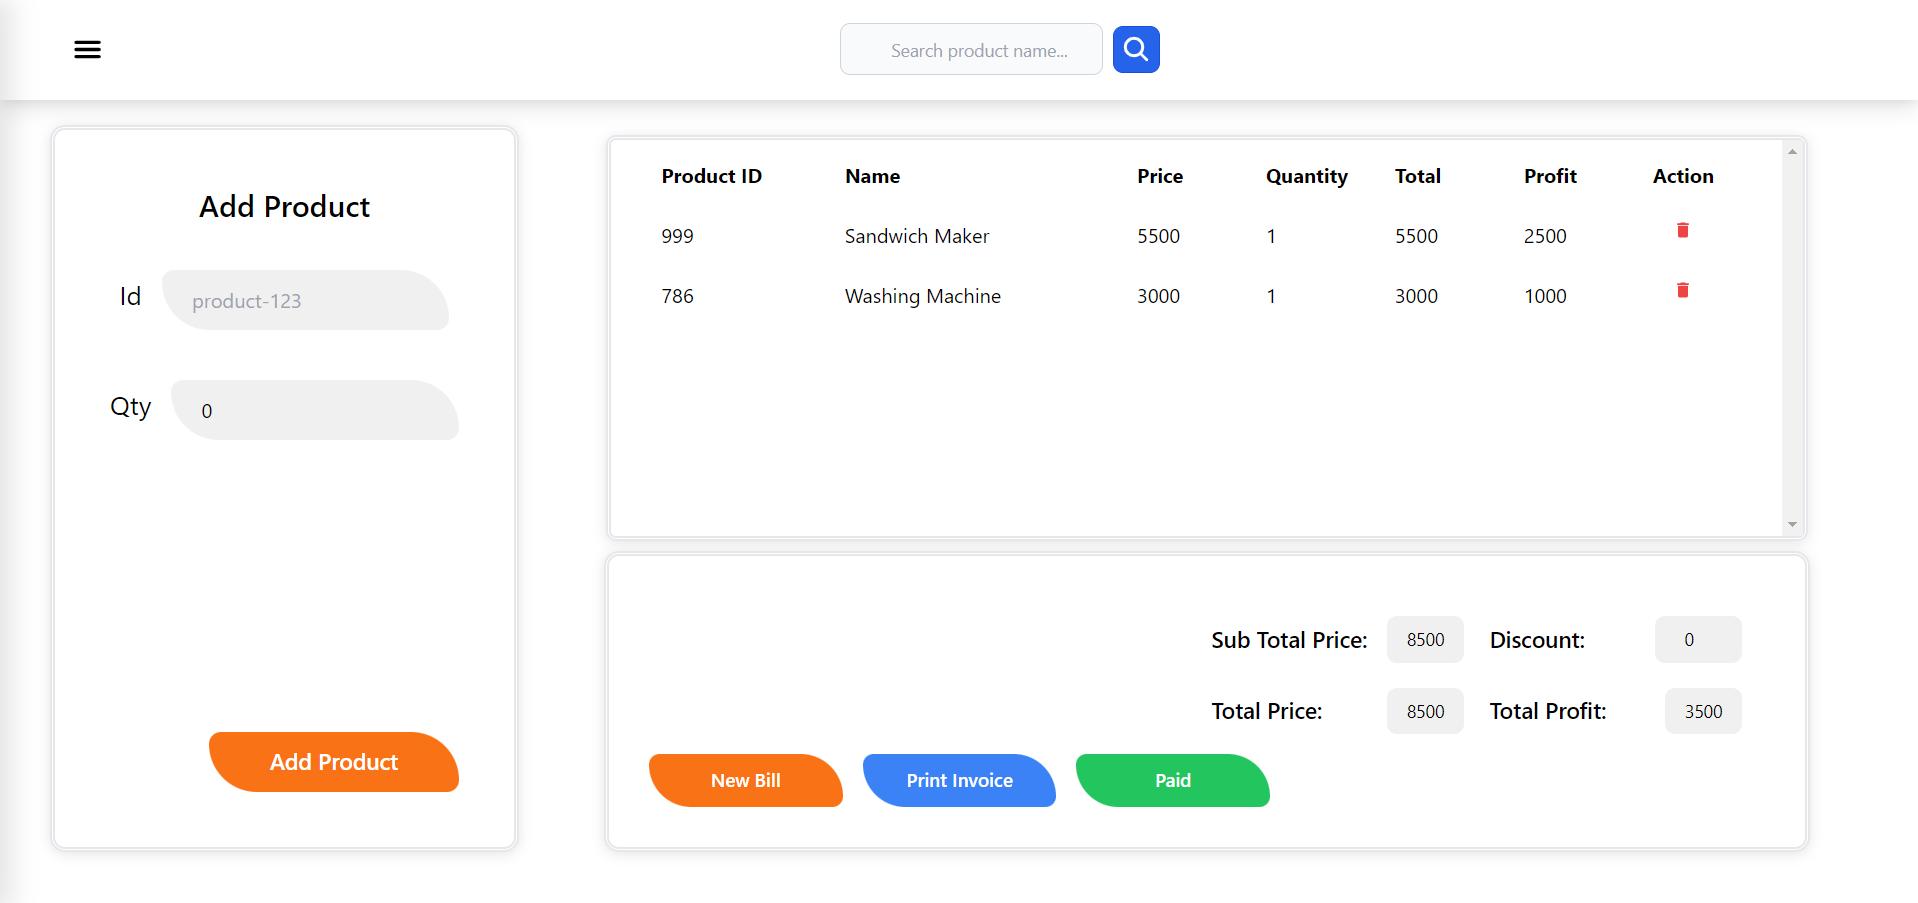 Search product name...
Add Product
Id product-123
Qty 0
Add Product
Product ID Name Price Quantity Total Profit Action
999 Sandwich Maker 5500 1 5500 2500
786 Washing Machine 3000 1 3000 1000
Sub Total Price: 8500 Discount: 0
Total Price: 8500 Total Profit: 3500
New Bill Print Invoice Paid